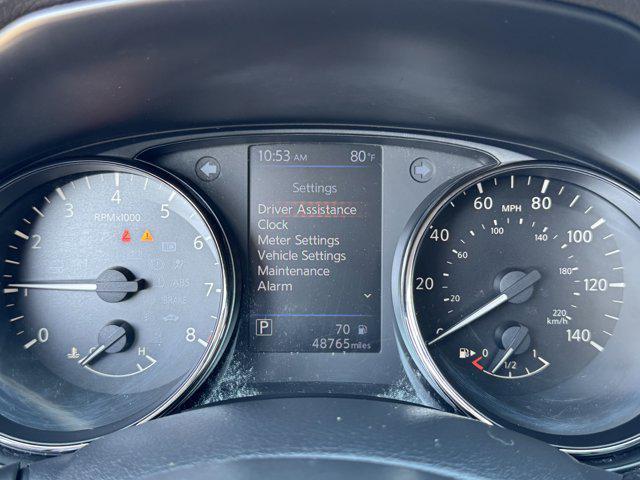 10:53 AM 80°F
Settings
Driver Assistance
Clock
Meter Settings
Vehicle Settings
Maintenance
Alarm
P 70
48765 miles
RPMx1000
0 1 2 3 4 5 6 7 8
ABS
BRAKE
C H
MPH
0 20 40 60 80 100 120 140
20 60 100 140 180 220
km/h
0 1/2 1